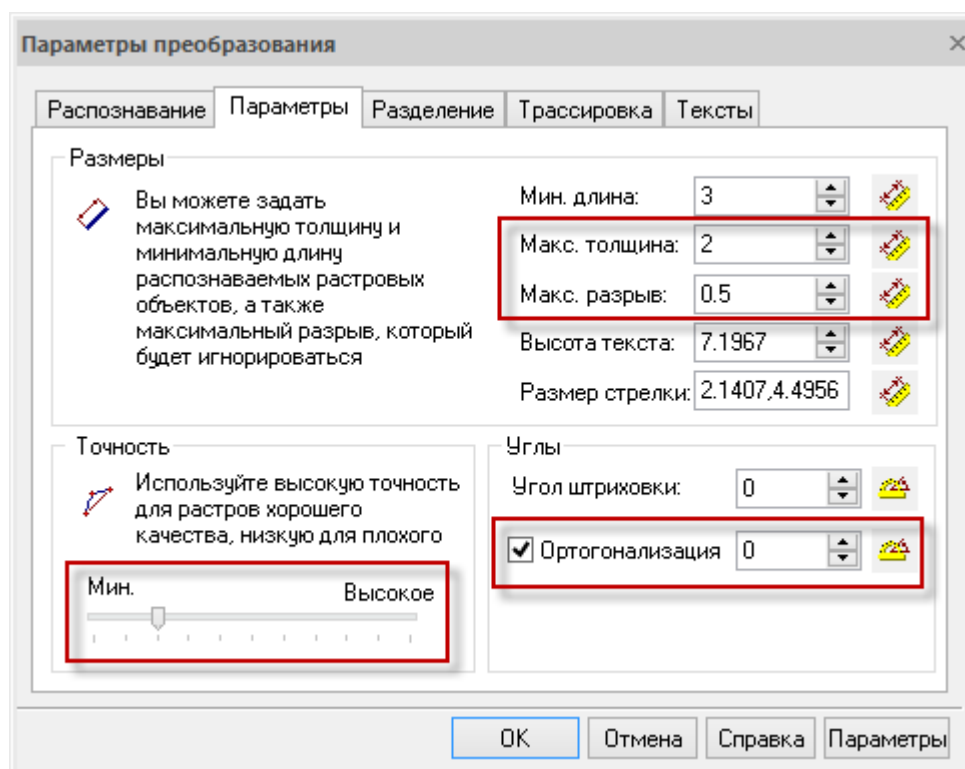 Параметры преобразования
Распознавание Параметры Разделение Трассировка Тексты
Размеры
Вы можете задать
максимальную толщину и
минимальную длину
распознаваемых растровых
объектов, а также
максимальный разрыв, который
будет игнорироваться
Мин. длина: 3
Макс. толщина: 2
Макс. разрыв: 0.5
Высота текста: 7.1967
Размер стрелки: 2.1407,4.4956
Точность
Используйте высокую точность
для растров хорошего
качества, низкую для плохого
Мин. Высокое
Углы
Угол штриховки: 0
Ортогонализация 0
OK Отмена Справка Параметры